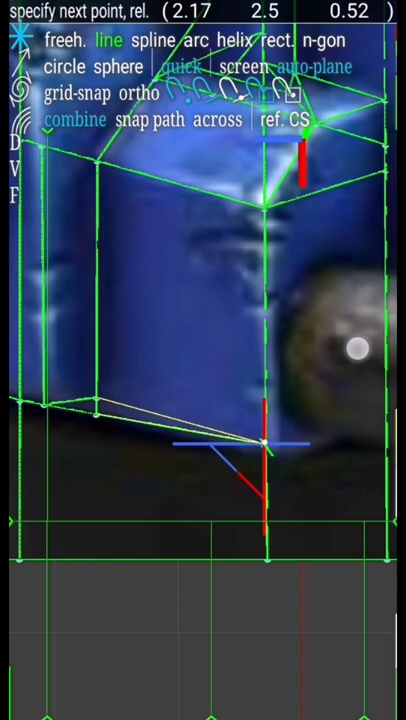 specify next point, rel. (2.17 2.5 0.52 )
freeh. line spline arc helix rect. n-gon
circle sphere | quick | screen auto-plane
grid-snap ortho
combine snap path across | ref. CS
D
V
F